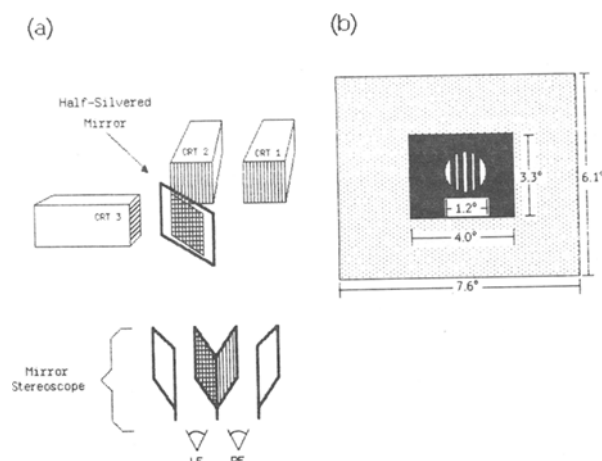 (a)
Half-Silvered
Mirror
CRT 2
CRT 1
CRT 3
Mirror
Stereoscope
(b)
3.3°
6.1°
1.2°
4.0°
7.6°